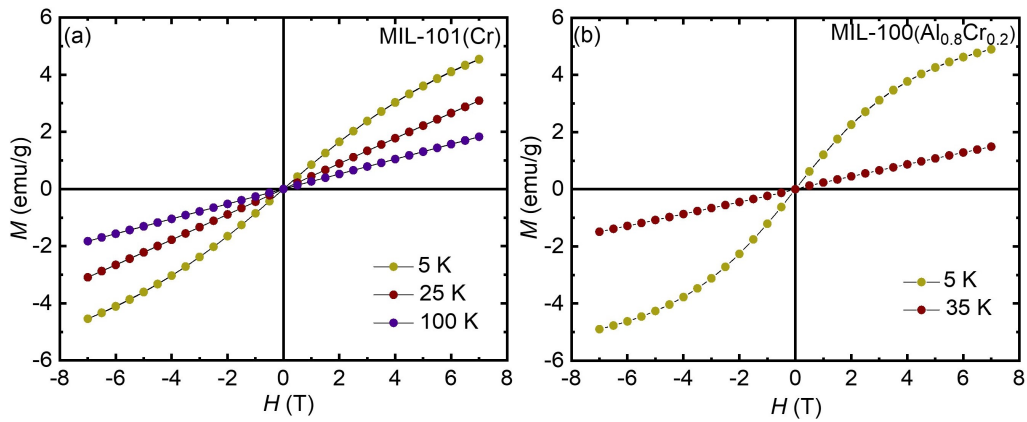 (a) MIL-101(Cr)
M (emu/g)
6
4
2
0
-2
-4
-6
5 K
25 K
100 K
-8 -6 -4 -2 0 2 4 6 8
H (T)
(b) MIL-100(Al0.8Cr0.2)
M (emu/g)
6
4
2
0
-2
-4
-6
5 K
35 K
-8 -6 -4 -2 0 2 4 6 8
H (T)